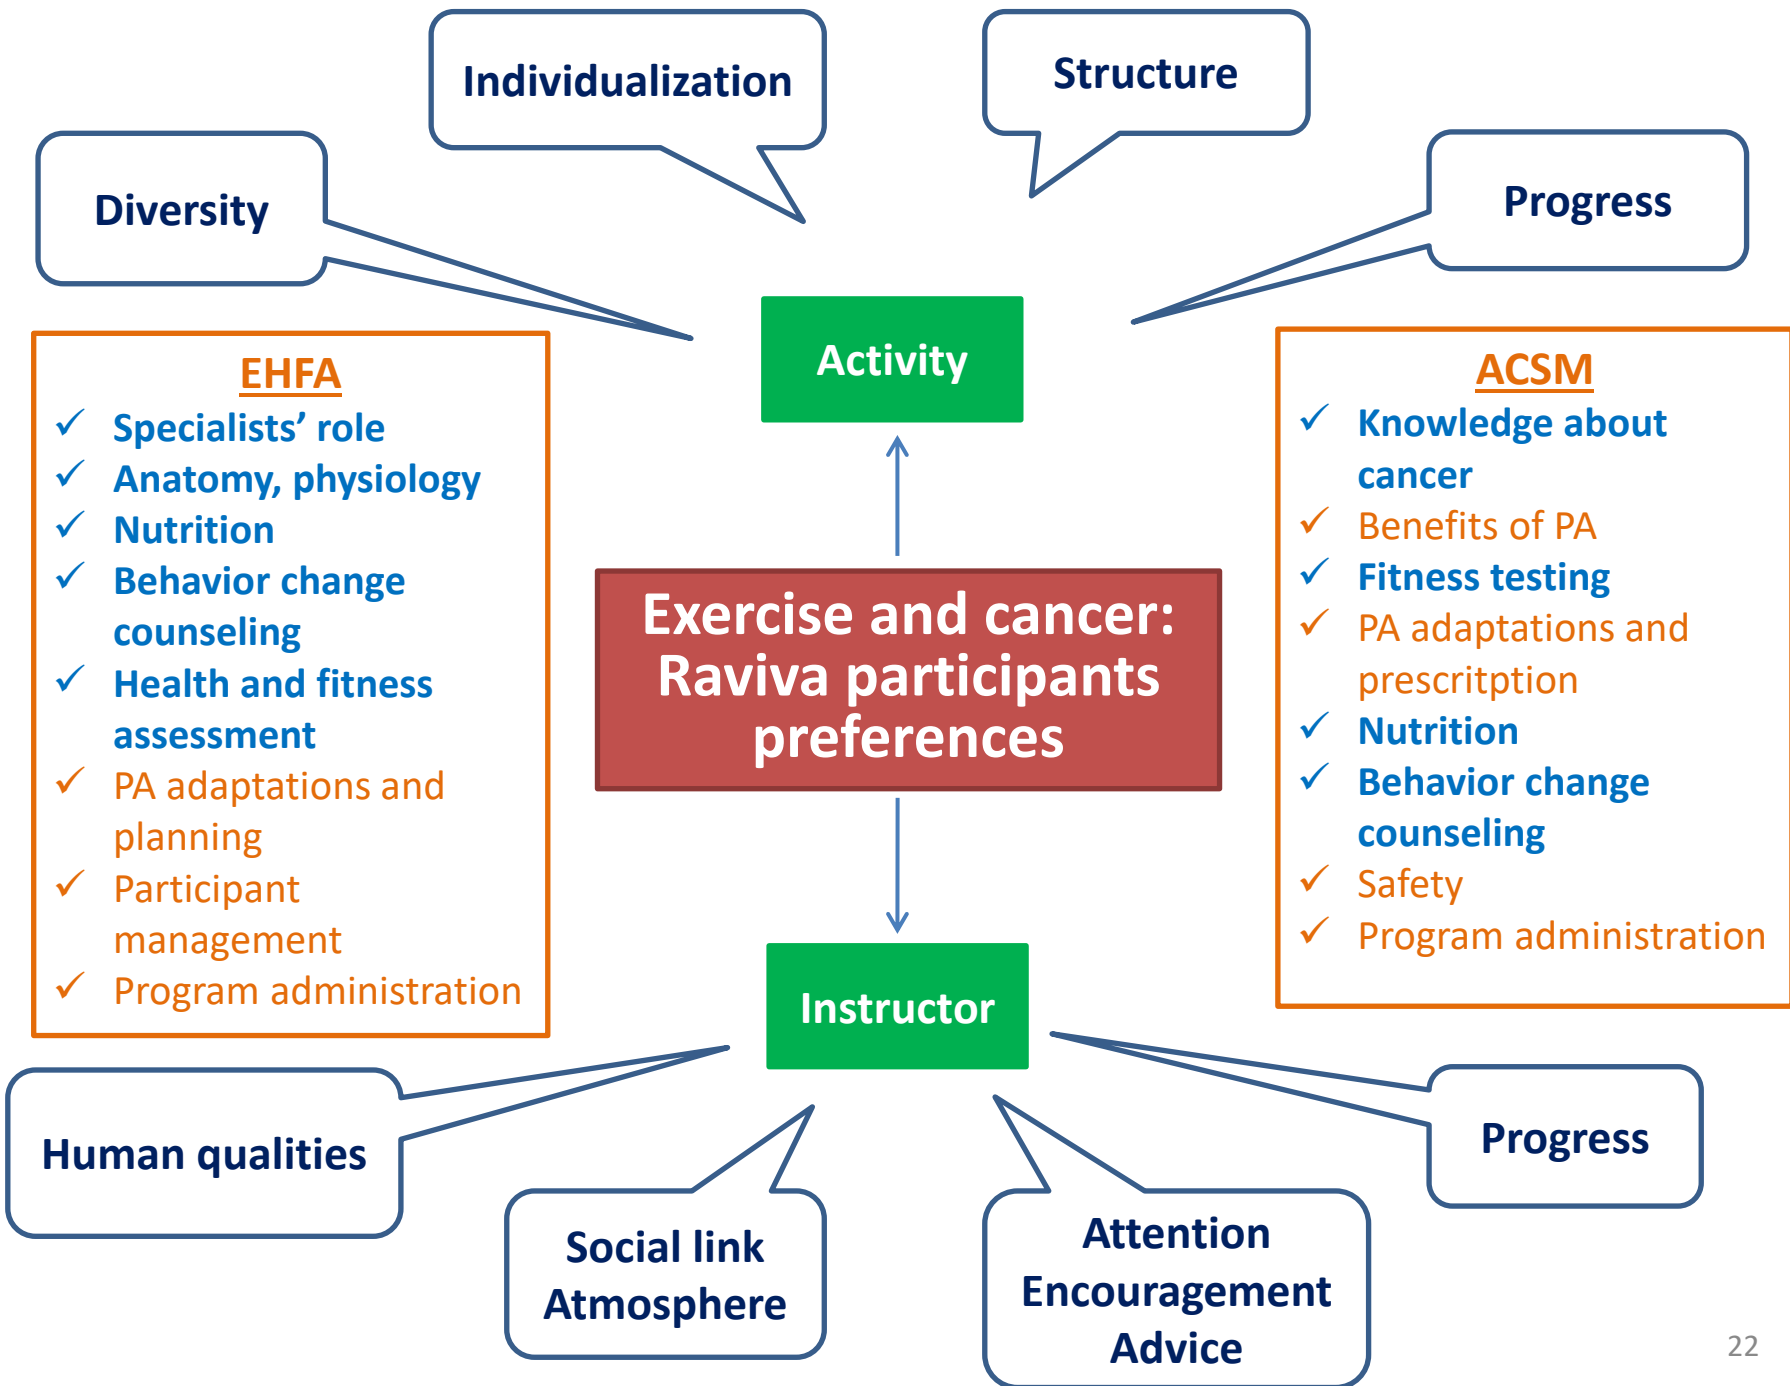 Individualization
Structure
Diversity
Progress
Activity
EHFA
✓ Specialists’ role
✓ Anatomy, physiology
✓ Nutrition
✓ Behavior change
counseling
✓ Health and fitness
assessment
✓ PA adaptations and
planning
✓ Participant
management
✓ Program administration
Exercise and cancer:
Raviva participants
preferences
ACSM
✓ Knowledge about
cancer
✓ Benefits of PA
✓ Fitness testing
✓ PA adaptations and
prescritption
✓ Nutrition
✓ Behavior change
counseling
✓ Safety
✓ Program administration
Instructor
Human qualities
Social link
Atmosphere
Attention
Encouragement
Advice
Progress
22